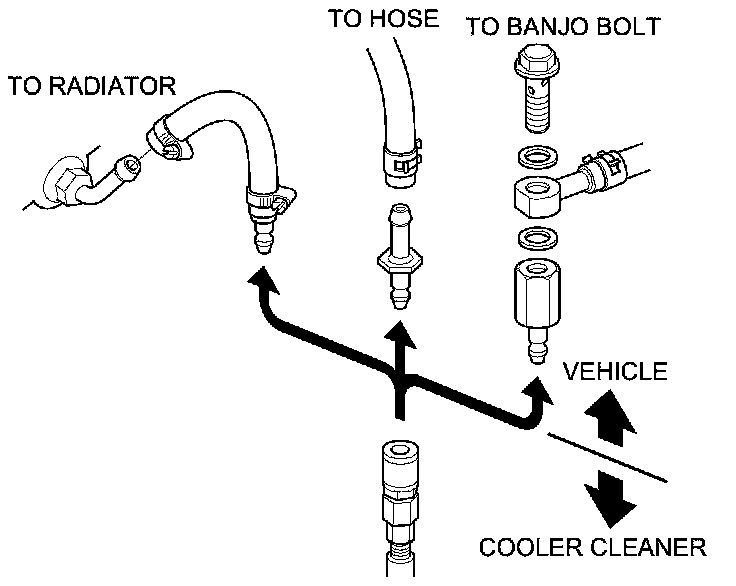 TO HOSE
TO BANJO BOLT
TO RADIATOR
VEHICLE
COOLER CLEANER